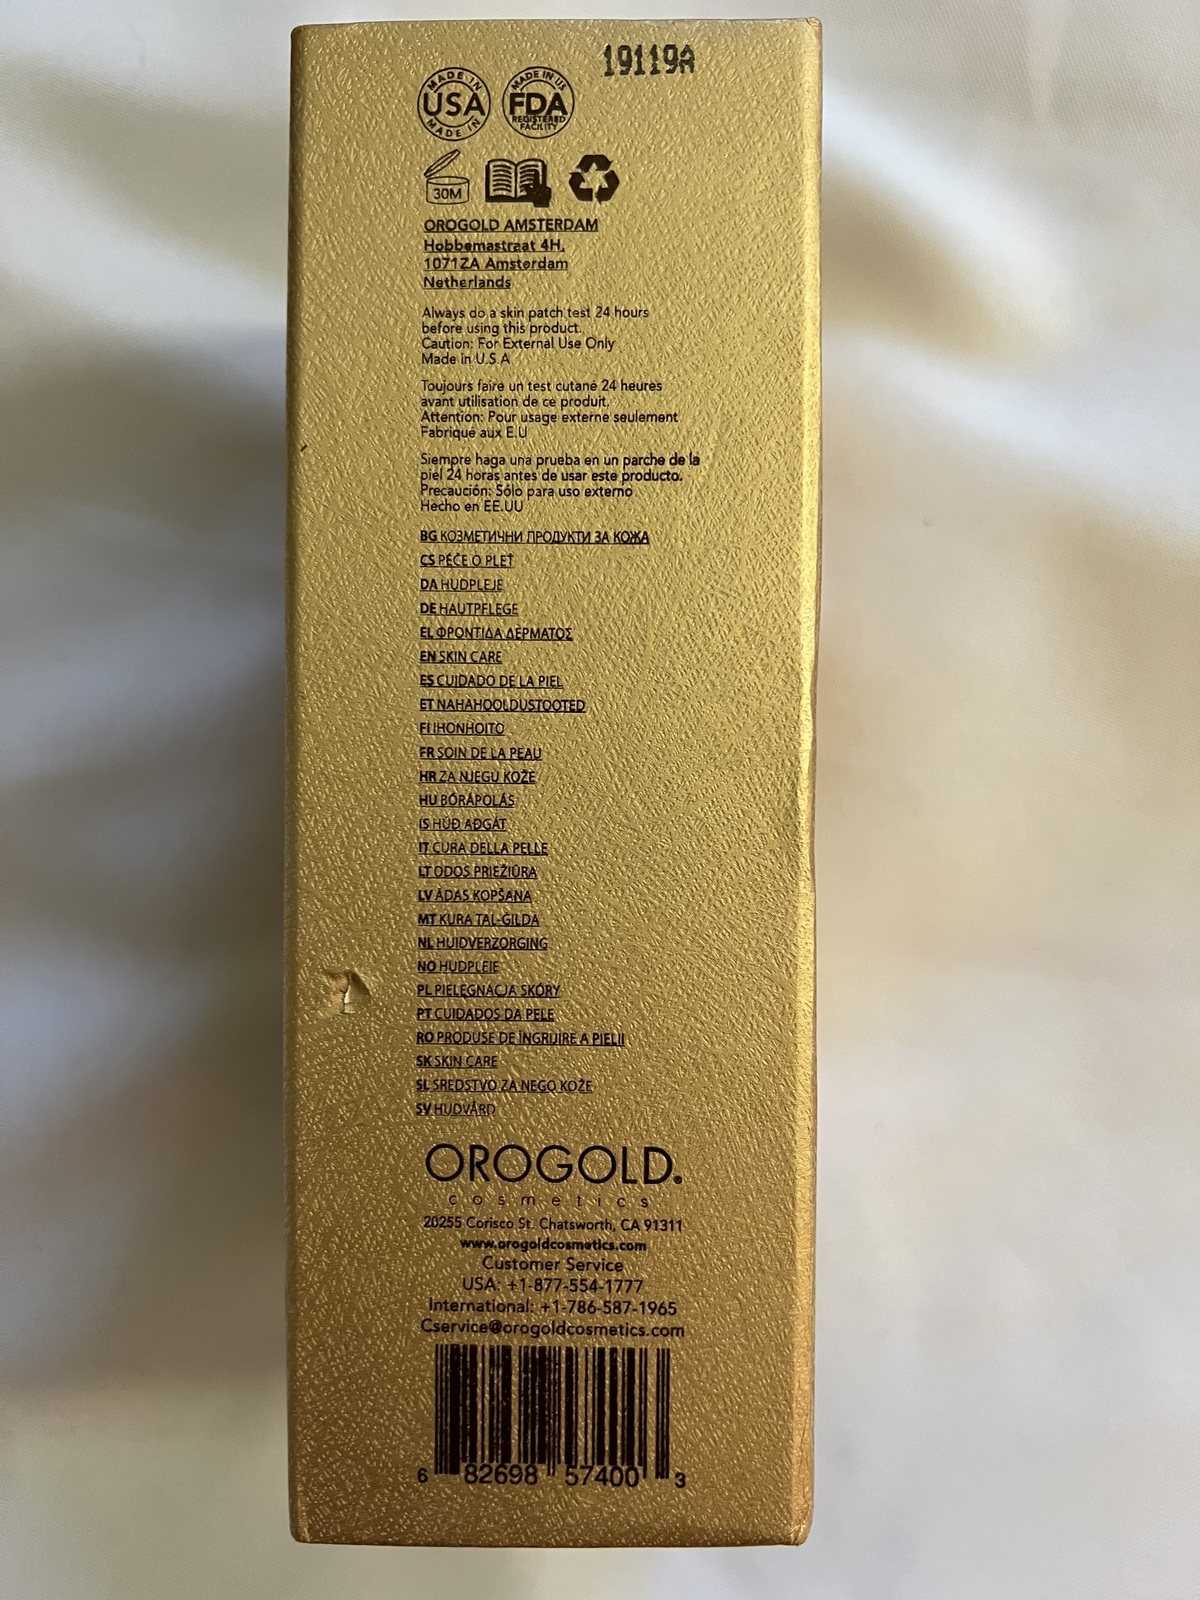 19119A
MADE IN
USA
MADE IN
MADE IN US
FDA
REGISTERED
FACILITY
30M
OROGOLD AMSTERDAM
Hobbemastraat 4H,
1071ZA Amsterdam
Netherlands
Always do a skin patch test 24 hours
before using this product.
Caution: For External Use Only
Made in U.S.A
Toujours faire un test cutané 24 heures
avant utilisation de ce produit.
Attention: Pour usage externe seulement
Fabriqué aux E.U
Siempre haga una prueba en un parche de la
piel 24 horas antes de usar este producto.
Precaución: Sólo para uso externo
Hecho en EE.UU
BG КОЗМЕТИЧНИ ПРОДУКТИ ЗА КОЖА
CS PÉČE O PLEŤ
DA HUDPLEJE
DE HAUTPFLEGE
EL ΦΡΟΝΤΙΔΑ ΔΕΡΜΑΤΟΣ
EN SKIN CARE
ES CUIDADO DE LA PIEL
ET NAHAHOOLDUSTOOTED
FI IHONHOITO
FR SOIN DE LA PEAU
HR ZA NJEGU KOŽE
HU BŐRÁPOLÁS
IS HÚÐ AÐGÁT
IT CURA DELLA PELLE
LT ODOS PRIEŽIŪRA
LV ĀDAS KOPŠANA
MT KURA TAL-ĠILDA
NL HUIDVERZORGING
NO HUDPLEIE
PL PIELĘGNACJA SKÓRY
PT CUIDADOS DA PELE
RO PRODUSE DE ÎNGRIJIRE A PIELII
SK SKIN CARE
SL SREDSTVO ZA NEGO KOŽE
SV HUDVÅRD
OROGOLD®
cosmetics
20255 Corisco St. Chatsworth, CA 91311
www.orogoldcosmetics.com
Customer Service
USA: +1-877-554-1777
International: +1-786-587-1965
Cservice@orogoldcosmetics.com
6 82698 57400 3